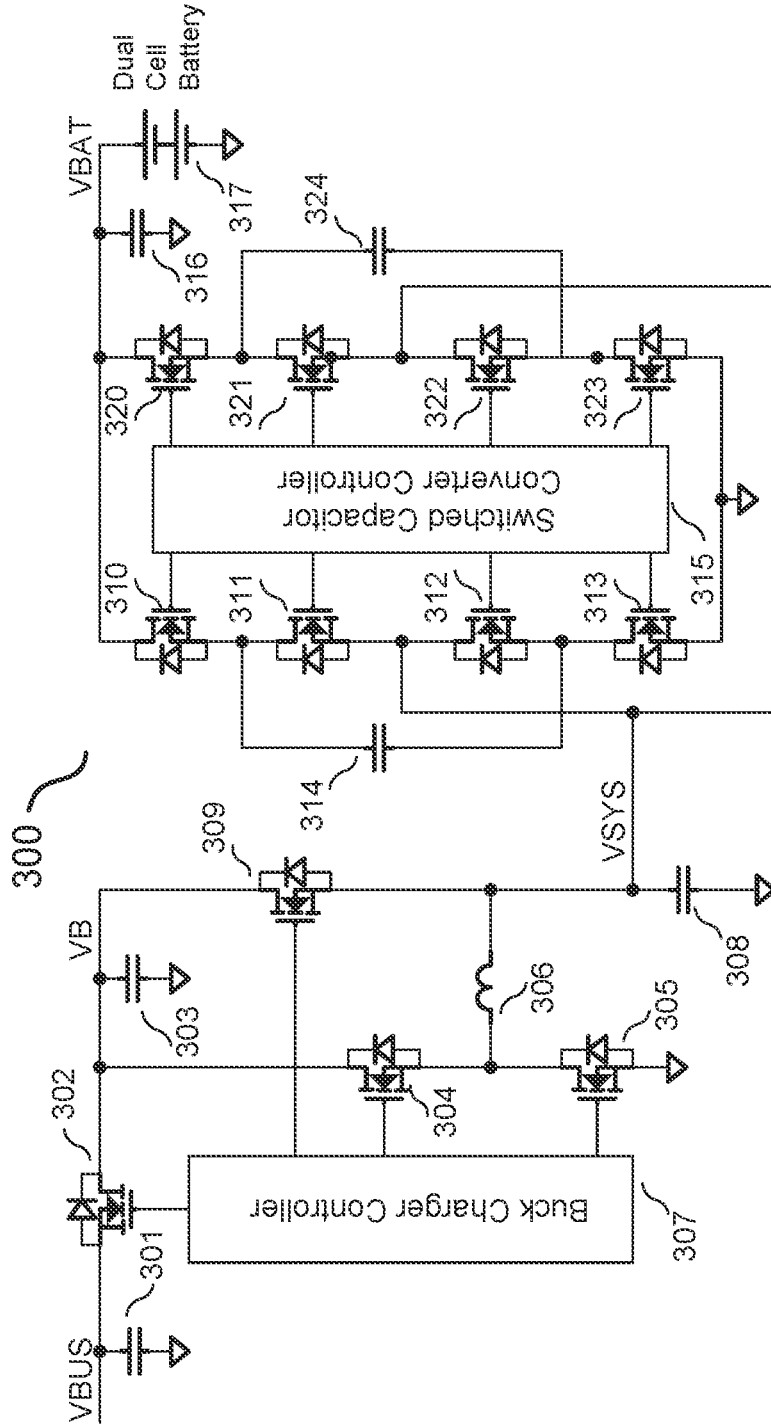 300
VBUS
301
302
VB
303
309
Buck Charger Controller
307
304
305
306
VSYS
308
314
310
311
312
313
Switched Capacitor
Converter Controller
315
320
321
322
323
316
324
VBAT
Dual
Cell
Battery
317